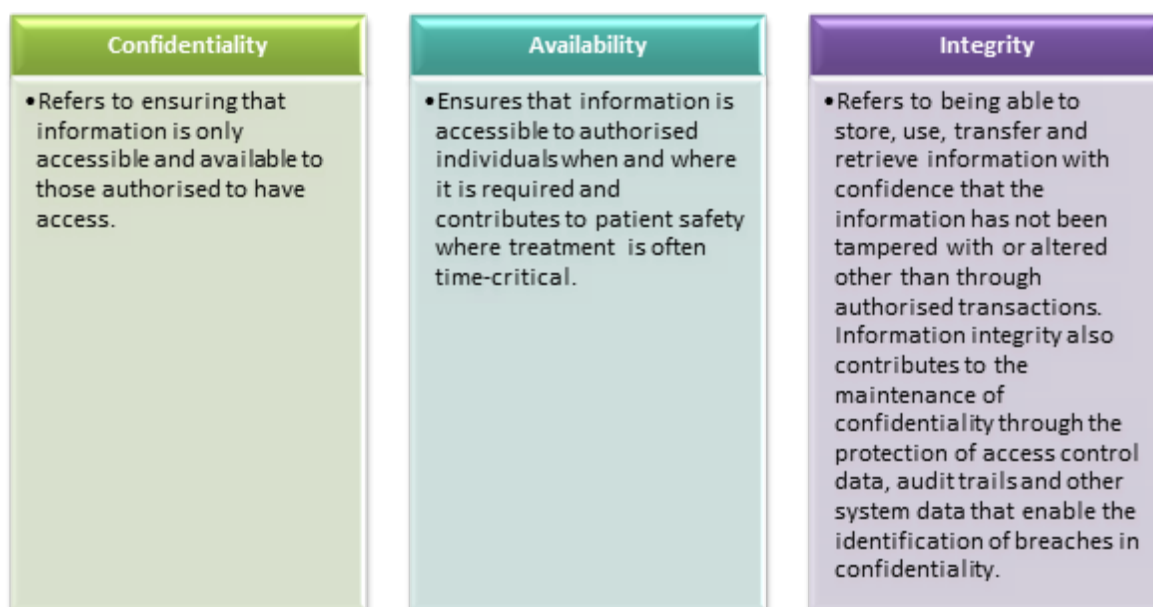 Confidentiality
•Refers to ensuring that
information is only
accessible and available to
those authorised to have
access.
Availability
•Ensures that information is
accessible to authorised
individuals when and where
it is required and
contributes to patient safety
where treatment is often
time-critical.
Integrity
•Refers to being able to
store, use, transfer and
retrieve information with
confidence that the
information has not been
tampered with or altered
other than through
authorised transactions.
Information integrity also
contributes to the
maintenance of
confidentiality through the
protection of access control
data, audit trails and other
system data that enable the
identification of breaches in
confidentiality.